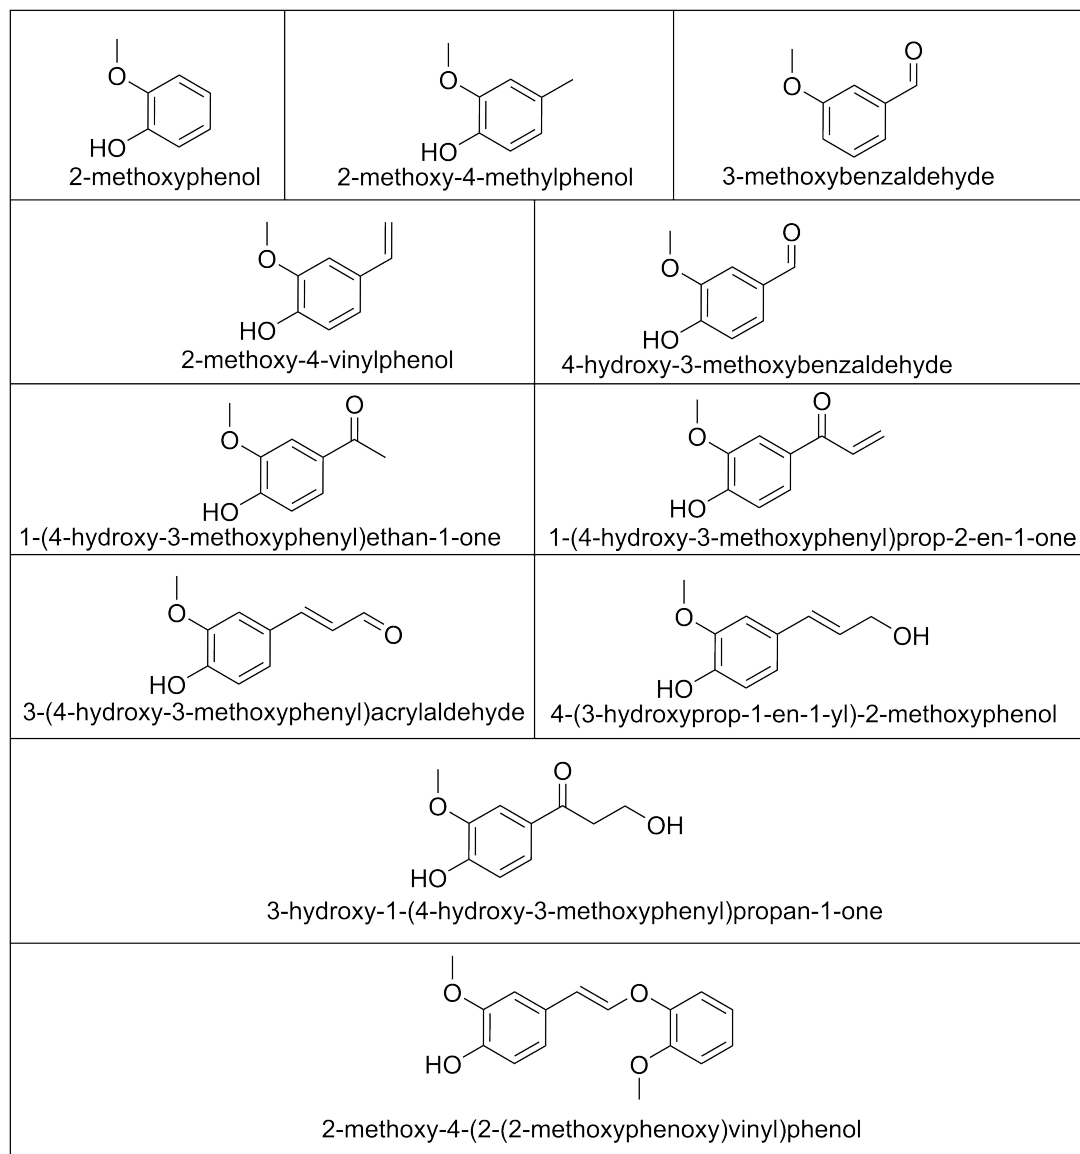 O
HO
2-methoxyphenol
O
HO
2-methoxy-4-methylphenol
O
O
3-methoxybenzaldehyde
O
HO
2-methoxy-4-vinylphenol
O
O
HO
4-hydroxy-3-methoxybenzaldehyde
O
O
HO
1-(4-hydroxy-3-methoxyphenyl)ethan-1-one
O
O
HO
1-(4-hydroxy-3-methoxyphenyl)prop-2-en-1-one
O
O
HO
3-(4-hydroxy-3-methoxyphenyl)acrylaldehyde
O
OH
HO
4-(3-hydroxyprop-1-en-1-yl)-2-methoxyphenol
O
O
OH
HO
3-hydroxy-1-(4-hydroxy-3-methoxyphenyl)propan-1-one
O
O
HO
O
2-methoxy-4-(2-(2-methoxyphenoxy)vinyl)phenol